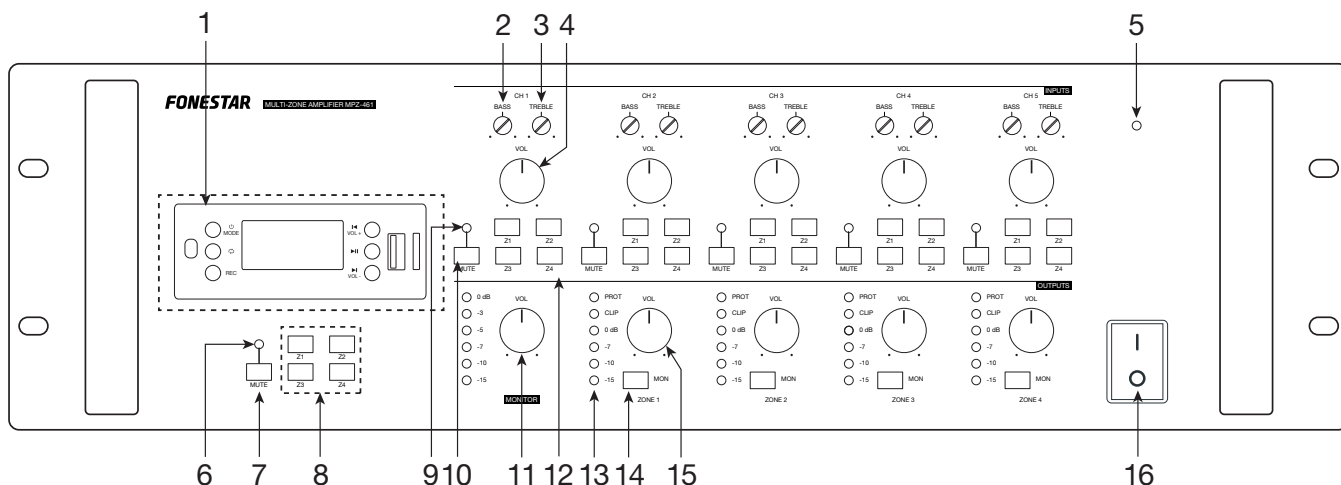 1 2 3 4 5
FONESTAR MULTI-ZONE AMPLIFIER MPZ-461
INPUTS
CH 1 CH 2 CH 3 CH 4 CH 5
BASS TREBLE BASS TREBLE BASS TREBLE BASS TREBLE BASS TREBLE
VOL VOL VOL VOL VOL
MODE VOL +
REC VOL -
Z1 Z2 Z1 Z2 Z1 Z2 Z1 Z2 Z1 Z2
MUTE Z3 Z4 MUTE Z3 Z4 MUTE Z3 Z4 MUTE Z3 Z4 MUTE Z3 Z4
OUTPUTS
0 dB VOL PROT VOL PROT VOL PROT VOL PROT VOL
-3 CLIP CLIP CLIP CLIP
-5 0 dB 0 dB 0 dB 0 dB
-7 -7 -7 -7 -7
-10 -10 -10 -10 -10
-15 -15 MON -15 MON -15 MON -15 MON
Z1 Z2
MUTE Z3 Z4
MONITOR ZONE 1 ZONE 2 ZONE 3 ZONE 4
6 7 8 9 10 11 12 13 14 15 16